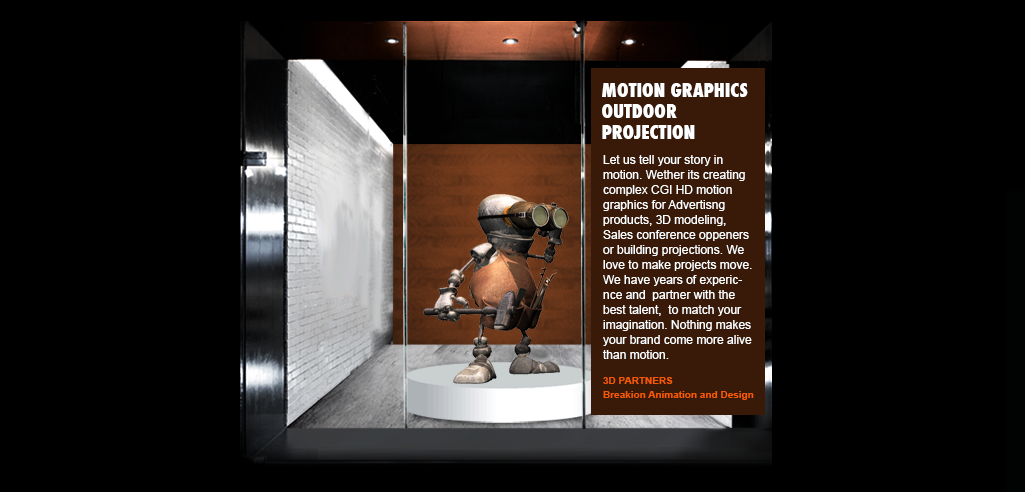 MOTION GRAPHICS
OUTDOOR
PROJECTION
Let us tell your story in
motion. Wether its creating
complex CGI HD motion
graphics for Advertisng
products, 3D modeling,
Sales conference oppeners
or building projections. We
love to make projects move.
We have years of experic-
nce and  partner with the
best talent,  to match your
imagination. Nothing makes
your brand come more alive
than motion.
3D PARTNERS
Breakion Animation and Design